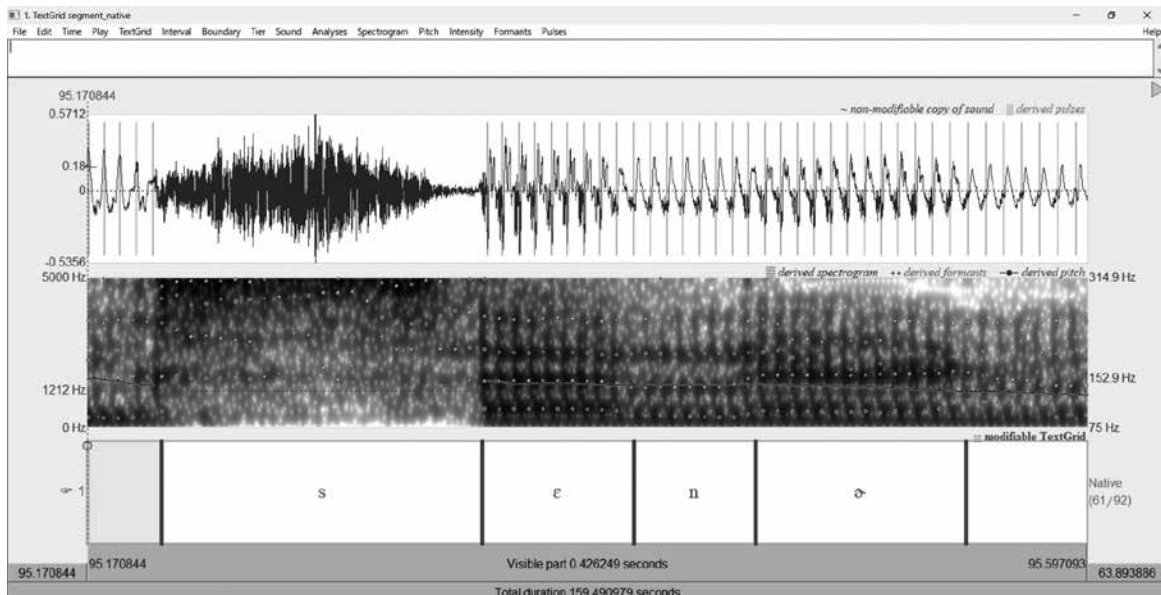 1. TextGrid segment_native
File Edit Time Play TextGrid Interval Boundary Tier Sound Analyses Spectrogram Pitch Intensity Formants Pulses Help
95.170844
0.5712
~ non-modifiable copy of sound derived pulses
0.18
0
-0.5356
5000 Hz derived spectrogram derived formants derived pitch 314.9 Hz
1212 Hz 152.9 Hz
0 Hz 75 Hz
modifiable TextGrid
1 s ɛ n ɚ Native
(61/92)
95.170844 95.170844 Visible part 0.426249 seconds 95.597093 63.893886
Total duration 159.490979 seconds